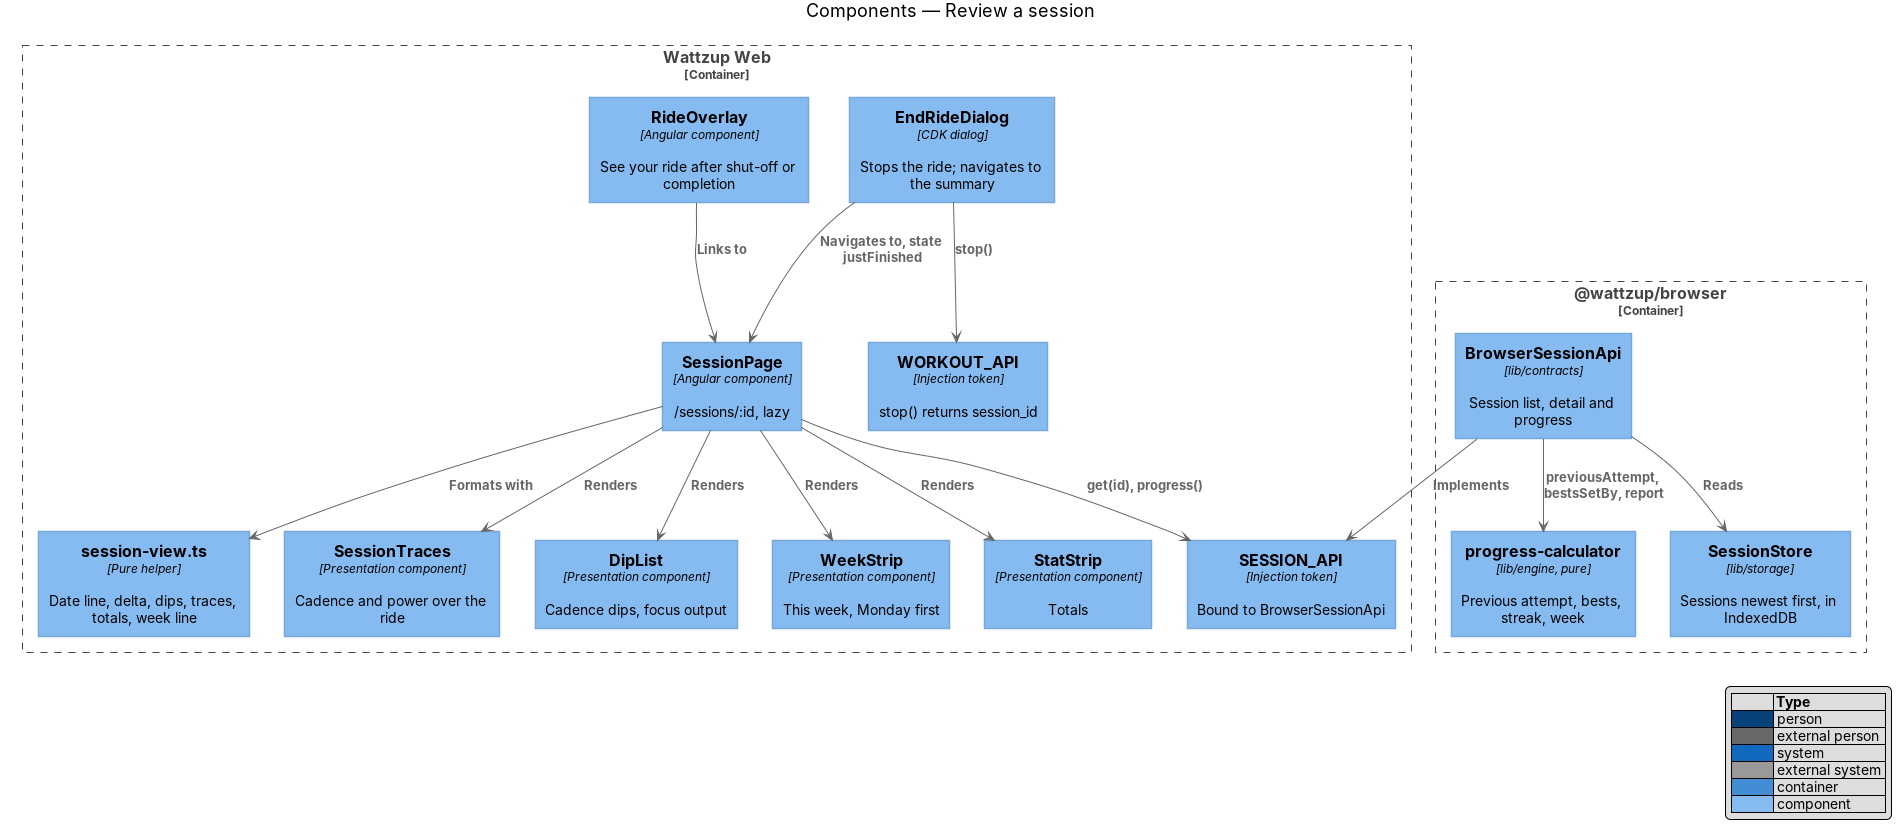 Components — Review a session
Wattzup Web
[Container]
RideOverlay
[Angular component]
See your ride after shut-off or
completion
EndRideDialog
[CDK dialog]
Stops the ride; navigates to
the summary
Links to
Navigates to, state
justFinished
stop()
@wattzup/browser
[Container]
SessionPage
[Angular component]
/sessions/:id, lazy
WORKOUT_API
[Injection token]
stop() returns session_id
BrowserSessionApi
[lib/contracts]
Session list, detail and
progress
Formats with
Renders
Renders
Renders
Renders
get(id), progress()
Implements
previousAttempt,
bestsSetBy, report
Reads
session-view.ts
[Pure helper]
Date line, delta, dips, traces,
totals, week line
SessionTraces
[Presentation component]
Cadence and power over the
ride
DipList
[Presentation component]
Cadence dips, focus output
WeekStrip
[Presentation component]
This week, Monday first
StatStrip
[Presentation component]
Totals
SESSION_API
[Injection token]
Bound to BrowserSessionApi
progress-calculator
[lib/engine, pure]
Previous attempt, bests,
streak, week
SessionStore
[lib/storage]
Sessions newest first, in
IndexedDB
Type
person
external person
system
external system
container
component